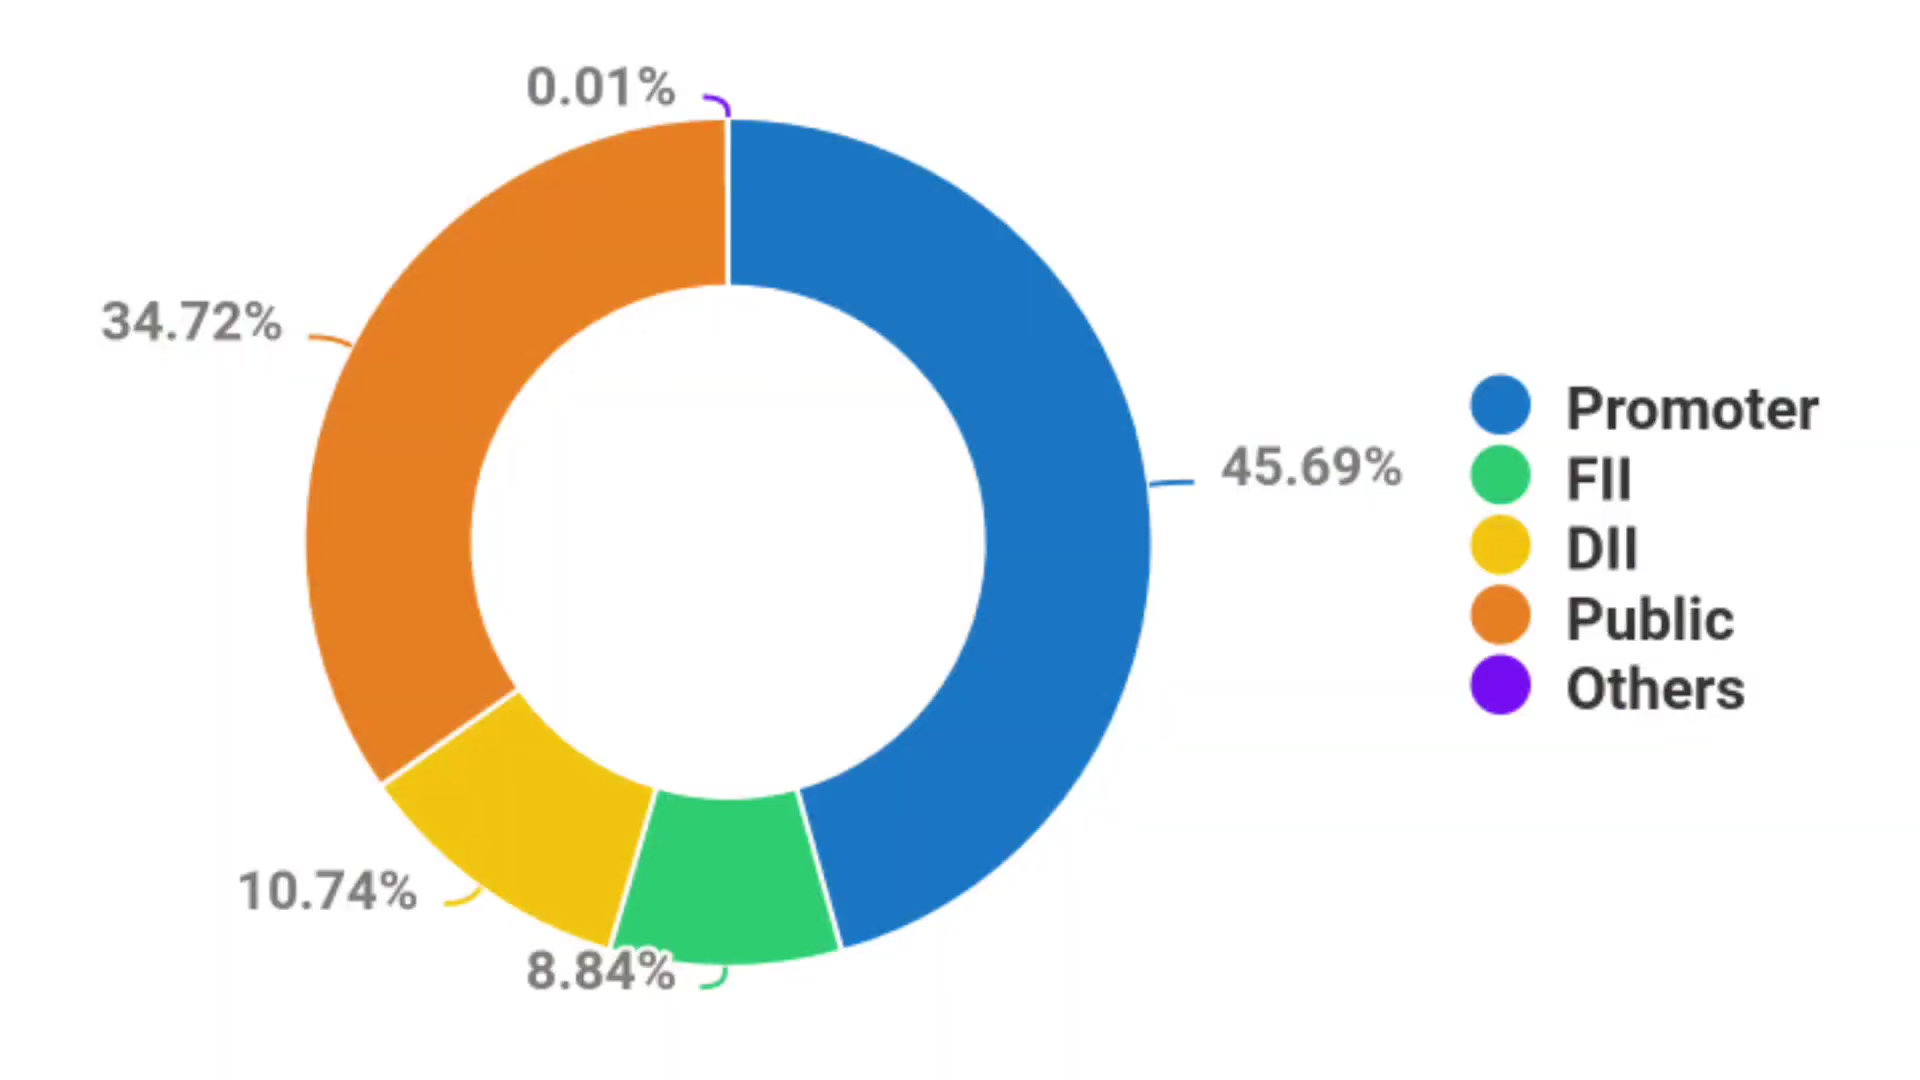 0.01%
34.72%
45.69%
10.74%
8.84%
Promoter
FII
DII
Public
Others